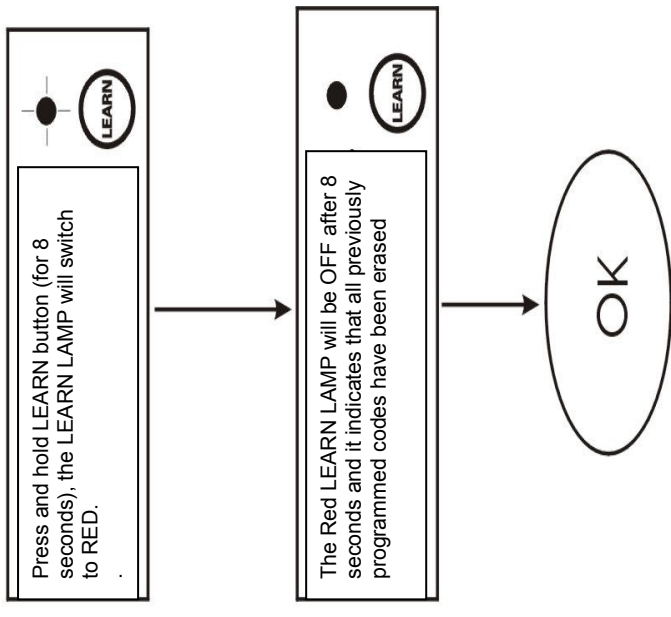 Press and hold LEARN button (for 8
seconds), the LEARN LAMP will switch
to RED.
.
LEARN
The Red LEARN LAMP will be OFF after 8
seconds and it indicates that all previously
programmed codes have been erased
LEARN
OK